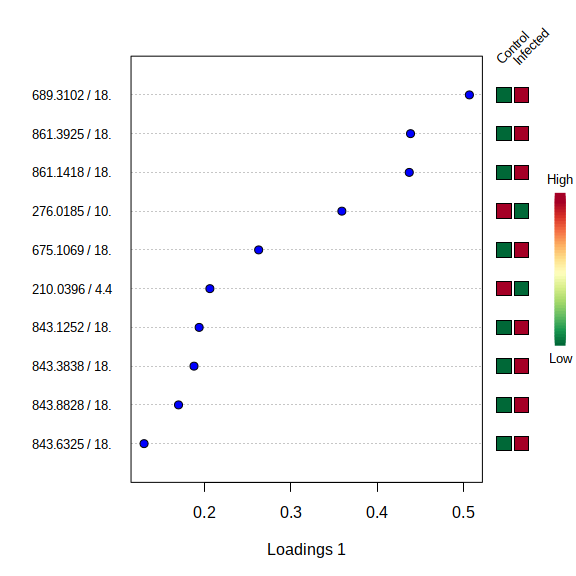 Control
Infected
689.3102 / 18.
861.3925 / 18.
861.1418 / 18.
276.0185 / 10.
675.1069 / 18.
210.0396 / 4.4
843.1252 / 18.
843.3838 / 18.
843.8828 / 18.
843.6325 / 18.
High
Low
0.2 0.3 0.4 0.5
Loadings 1